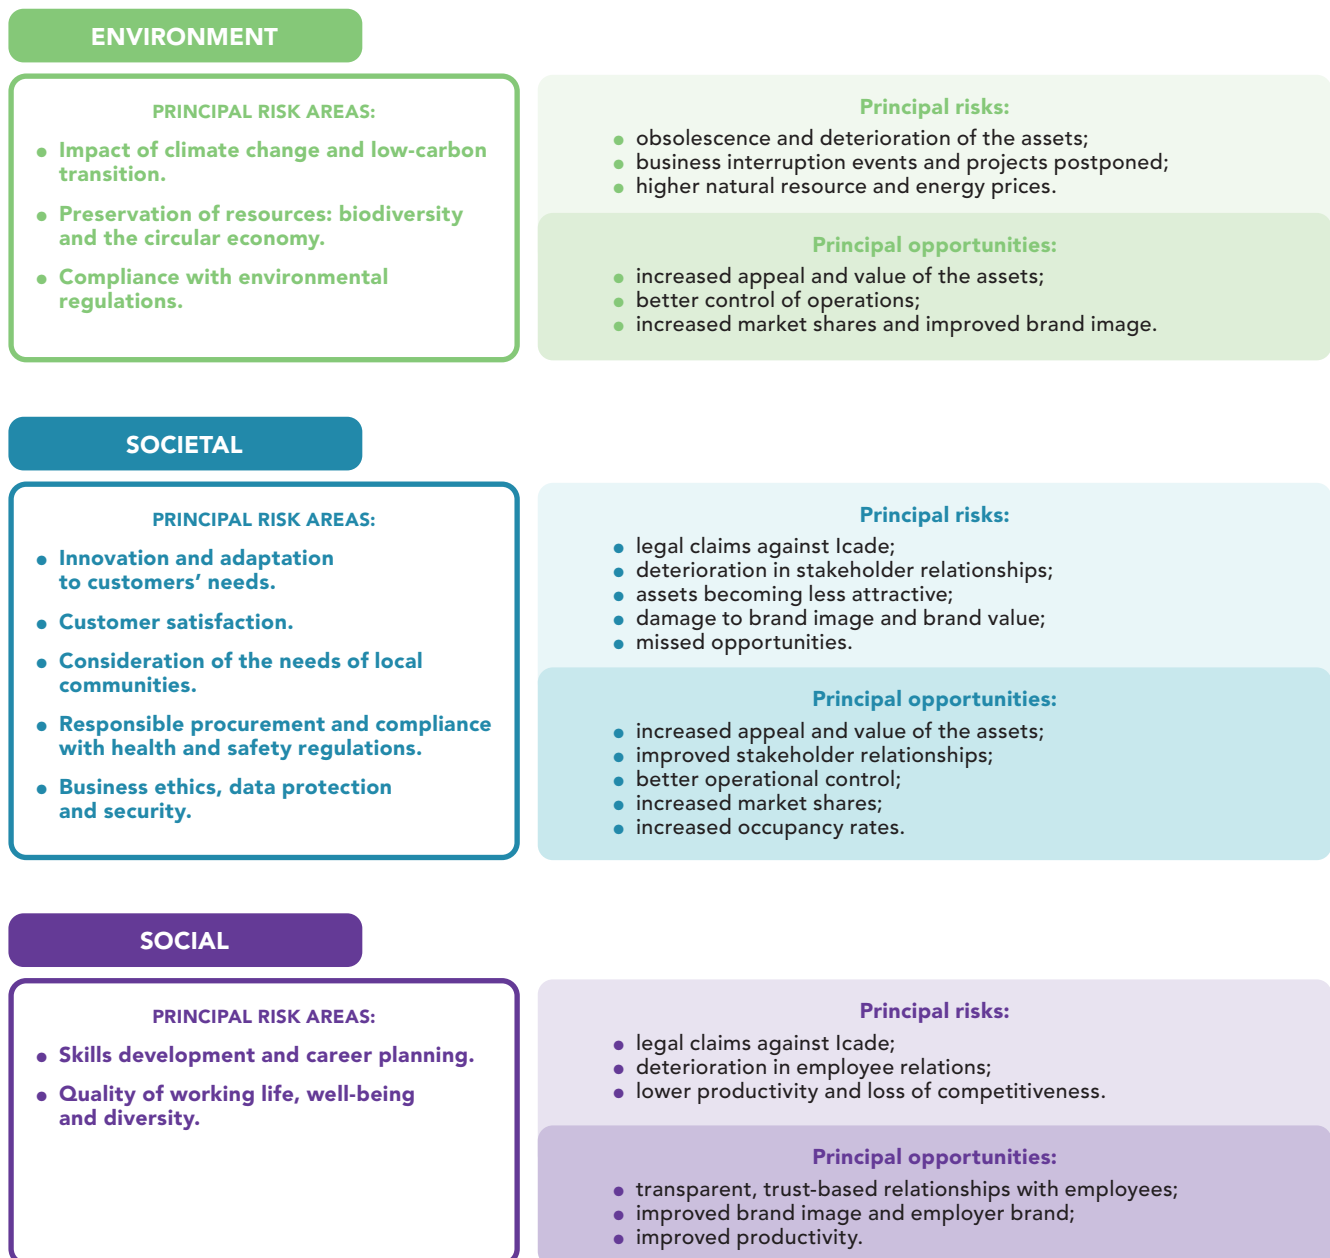 ENVIRONMENT
PRINCIPAL RISK AREAS:
● Impact of climate change and low-carbon
transition.
● Preservation of resources: biodiversity
and the circular economy.
● Compliance with environmental
regulations.
Principal risks:
● obsolescence and deterioration of the assets;
● business interruption events and projects postponed;
● higher natural resource and energy prices.
Principal opportunities:
● increased appeal and value of the assets;
● better control of operations;
● increased market shares and improved brand image.
SOCIETAL
PRINCIPAL RISK AREAS:
● Innovation and adaptation
to customers’ needs.
● Customer satisfaction.
● Consideration of the needs of local
communities.
● Responsible procurement and compliance
with health and safety regulations.
● Business ethics, data protection
and security.
Principal risks:
● legal claims against Icade;
● deterioration in stakeholder relationships;
● assets becoming less attractive;
● damage to brand image and brand value;
● missed opportunities.
Principal opportunities:
● increased appeal and value of the assets;
● improved stakeholder relationships;
● better operational control;
● increased market shares;
● increased occupancy rates.
SOCIAL
PRINCIPAL RISK AREAS:
● Skills development and career planning.
● Quality of working life, well-being
and diversity.
Principal risks:
● legal claims against Icade;
● deterioration in employee relations;
● lower productivity and loss of competitiveness.
Principal opportunities:
● transparent, trust-based relationships with employees;
● improved brand image and employer brand;
● improved productivity.